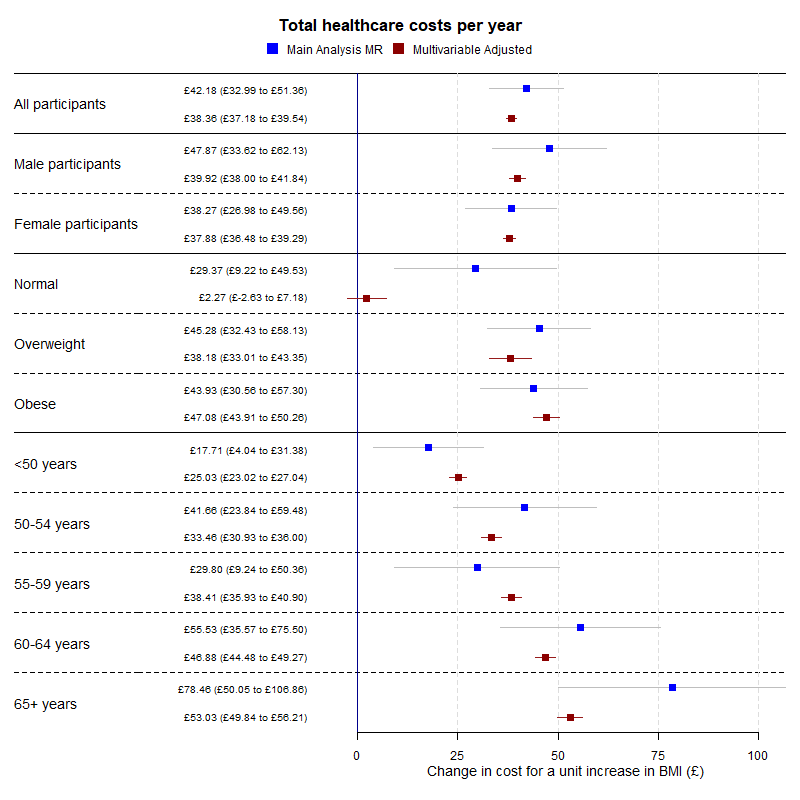 Total healthcare costs per year
Main Analysis MR Multivariable Adjusted
All participants
£42.18 (£32.99 to £51.36)
£38.36 (£37.18 to £39.54)
Male participants
£47.87 (£33.62 to £62.13)
£39.92 (£38.00 to £41.84)
Female participants
£38.27 (£26.98 to £49.56)
£37.88 (£36.48 to £39.29)
Normal
£29.37 (£9.22 to £49.53)
£2.27 (£-2.63 to £7.18)
Overweight
£45.28 (£32.43 to £58.13)
£38.18 (£33.01 to £43.35)
Obese
£43.93 (£30.56 to £57.30)
£47.08 (£43.91 to £50.26)
<50 years
£17.71 (£4.04 to £31.38)
£25.03 (£23.02 to £27.04)
50-54 years
£41.66 (£23.84 to £59.48)
£33.46 (£30.93 to £36.00)
55-59 years
£29.80 (£9.24 to £50.36)
£38.41 (£35.93 to £40.90)
60-64 years
£55.53 (£35.57 to £75.50)
£46.88 (£44.48 to £49.27)
65+ years
£78.46 (£50.05 to £106.86)
£53.03 (£49.84 to £56.21)
0 25 50 75 100
Change in cost for a unit increase in BMI (£)